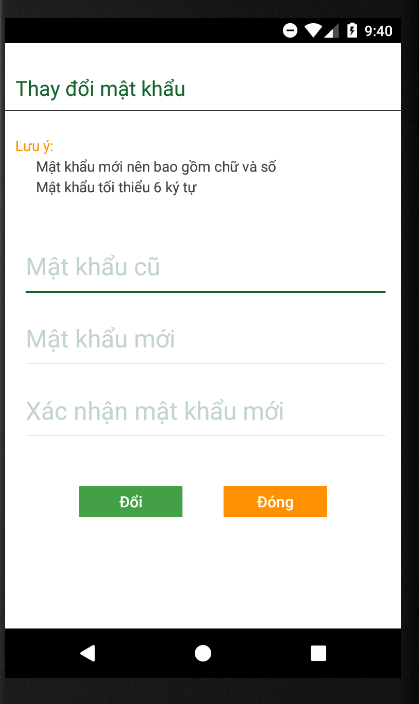 9:40
Thay đổi mật khẩu
Lưu ý:
Mật khẩu mới nên bao gồm chữ và số
Mật khẩu tối thiểu 6 ký tự
Mật khẩu cũ
Mật khẩu mới
Xác nhận mật khẩu mới
Đổi
Đóng